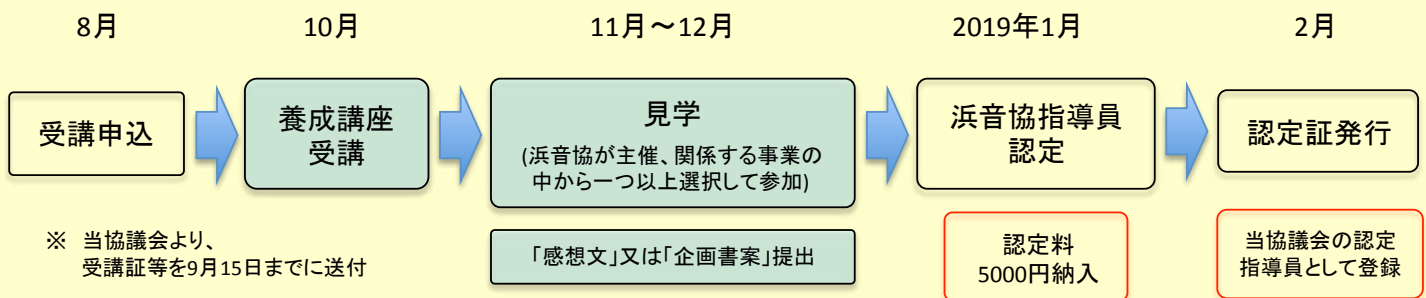 8月
10月
11月～12月
2019年1月
2月
受講申込
養成講座
受講
見学
(浜音協が主催、関係する事業の
中から一つ以上選択して参加)
浜音協指導員
認定
認定証発行
※ 当協議会より、
受講証等を9月15日までに送付
「感想文」又は「企画書案」提出
認定料
5000円納入
当協議会の認定
指導員として登録